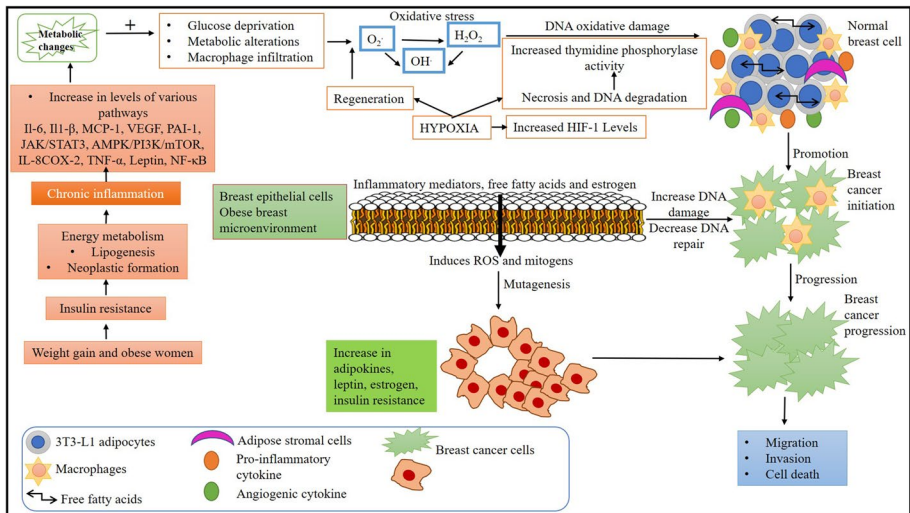 Metabolic
changes
+
• Glucose deprivation
• Metabolic alterations
• Macrophage infiltration
Oxidative stress
O₂˙
H₂O₂
OH˙
DNA oxidative damage
Increased thymidine phosphorylase
activity
Necrosis and DNA degradation
Regeneration
HYPOXIA
Increased HIF-1 Levels
Normal
breast cell
• Increase in levels of various
pathways
Il-6, Il1-β, MCP-1, VEGF, PAI-1,
JAK/STAT3, AMPK/PI3K/mTOR,
IL-8COX-2, TNF-α, Leptin, NF-κB
Chronic inflammation
Energy metabolism
• Lipogenesis
• Neoplastic formation
Insulin resistance
Weight gain and obese women
Breast epithelial cells
Obese breast
microenvironment
Inflammatory mediators, free fatty acids and estrogen
Induces ROS and mitogens
Mutagenesis
Increase DNA
damage
Decrease DNA
repair
Promotion
Breast
cancer
initiation
Progression
Breast
cancer
progression
Increase in
adipokines,
leptin, estrogen,
insulin resistance
• Migration
• Invasion
• Cell death
3T3-L1 adipocytes
Macrophages
Free fatty acids
Adipose stromal cells
Pro-inflammatory
cytokine
Angiogenic cytokine
Breast cancer cells